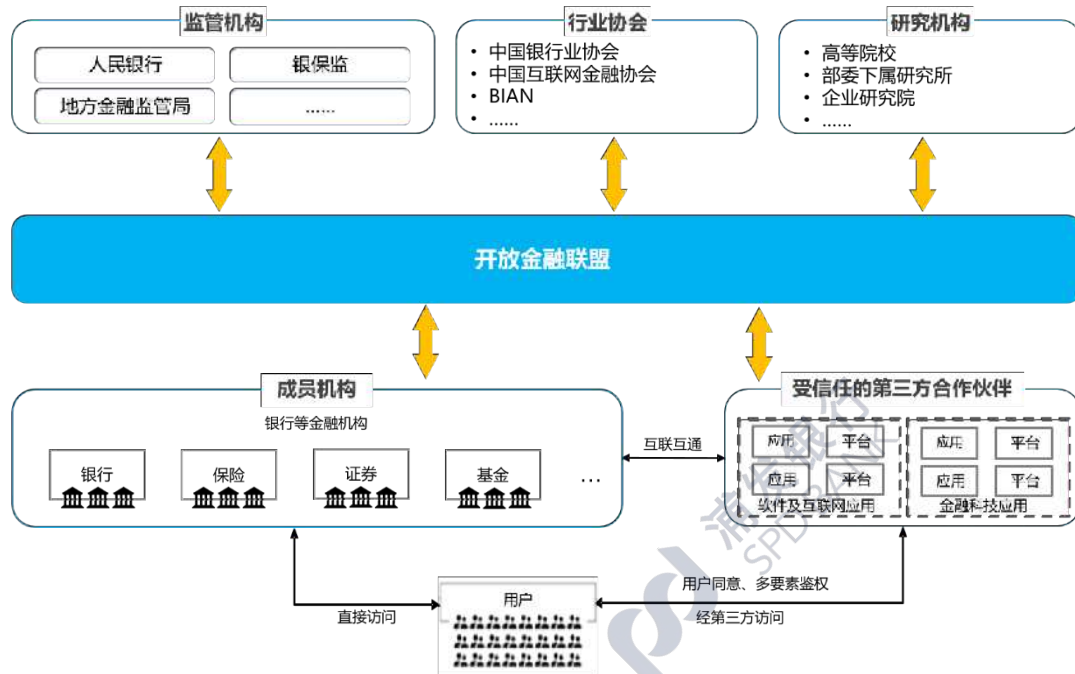 监管机构
人民银行
银保监
地方金融监管局
......
行业协会
• 中国银行业协会
• 中国互联网金融协会
• BIAN
• ......
研究机构
• 高等院校
• 部委下属研究所
• 企业研究院
• ......
开放金融联盟
成员机构
银行等金融机构
银行
保险
证券
基金
...
互联互通
受信任的第三方合作伙伴
应用
平台
应用
平台
软件及互联网应用
应用
平台
应用
平台
金融科技应用
用户
直接访问
用户同意、多要素鉴权
经第三方访问
浦发银行
SPD BANK